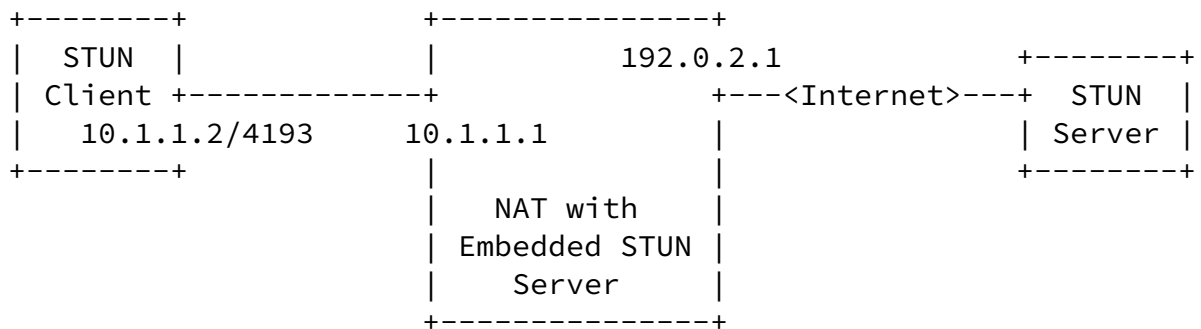 +--------+             +---------------+
|  STUN  |             |          192.0.2.1             +--------+
| Client +-------------+               +---<Internet>---+  STUN  |
|   10.1.1.2/4193     10.1.1.1         |                | Server |
+--------+             |               |                +--------+
                       |   NAT with    |
                       | Embedded STUN |
                       |    Server     |
                       +---------------+